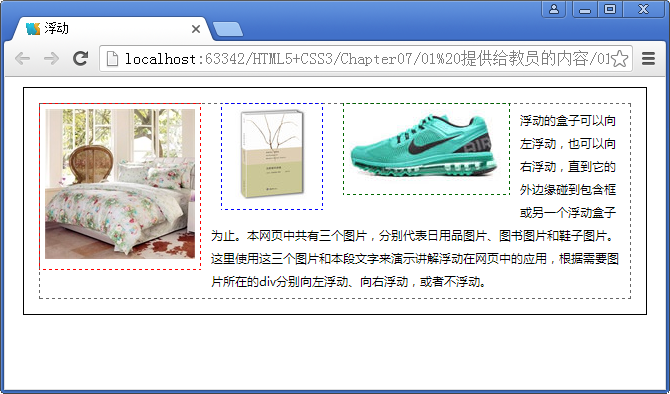 浮动
localhost:63342/HTML5+CSS3/Chapter07/01%20提供给教员的内容/01
浮动的盒子可以向
左浮动，也可以向
右浮动，直到它的
外边缘碰到包含框
或另一个浮动盒子
为止。本网页中共有三个图片，分别代表日用品图片、图书图片和鞋子图片。
这里使用这三个图片和本段文字来演示讲解浮动在网页中的应用，根据需要图
片所在的div分别向左浮动、向右浮动，或者不浮动。